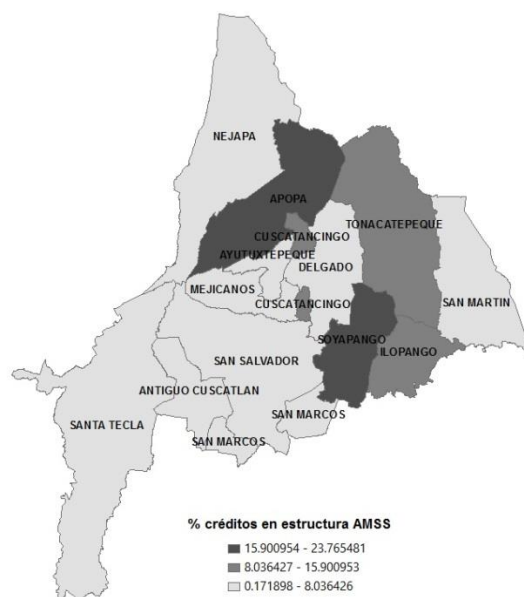 NEJAPA
APOPA
TONACATEPEQUE
CUSCATANCINGO
AYUTUXTEPEQUE
DELGADO
MEJICANOS
CUSCATANCINGO
SAN MARTIN
SOYAPANGO
ILOPANGO
SAN SALVADOR
ANTIGUO CUSCATLAN
SAN MARCOS
SANTA TECLA
SAN MARCOS
% créditos en estructura AMSS
15.900954 - 23.765481
8.036427 - 15.900953
0.171898 - 8.036426